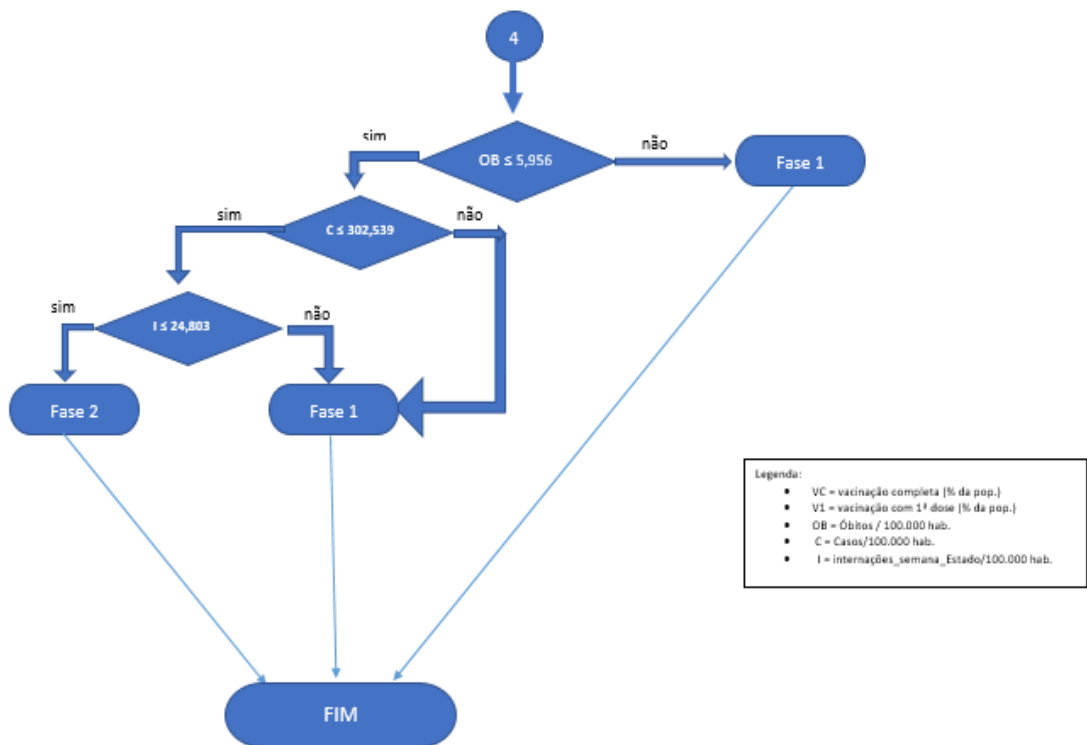 4
sim
OB ≤ 5,956
não
Fase 1
sim
C ≤ 302,539
não
sim
I ≤ 24,803
não
Fase 2
Fase 1
Legenda:
• VC = vacinação completa (% da pop.)
• V1 = vacinação com 1ª dose (% da pop.)
• OB = Óbitos / 100.000 hab.
• C = Casos/100.000 hab.
• I = internações_semana_Estado/100.000 hab.
FIM